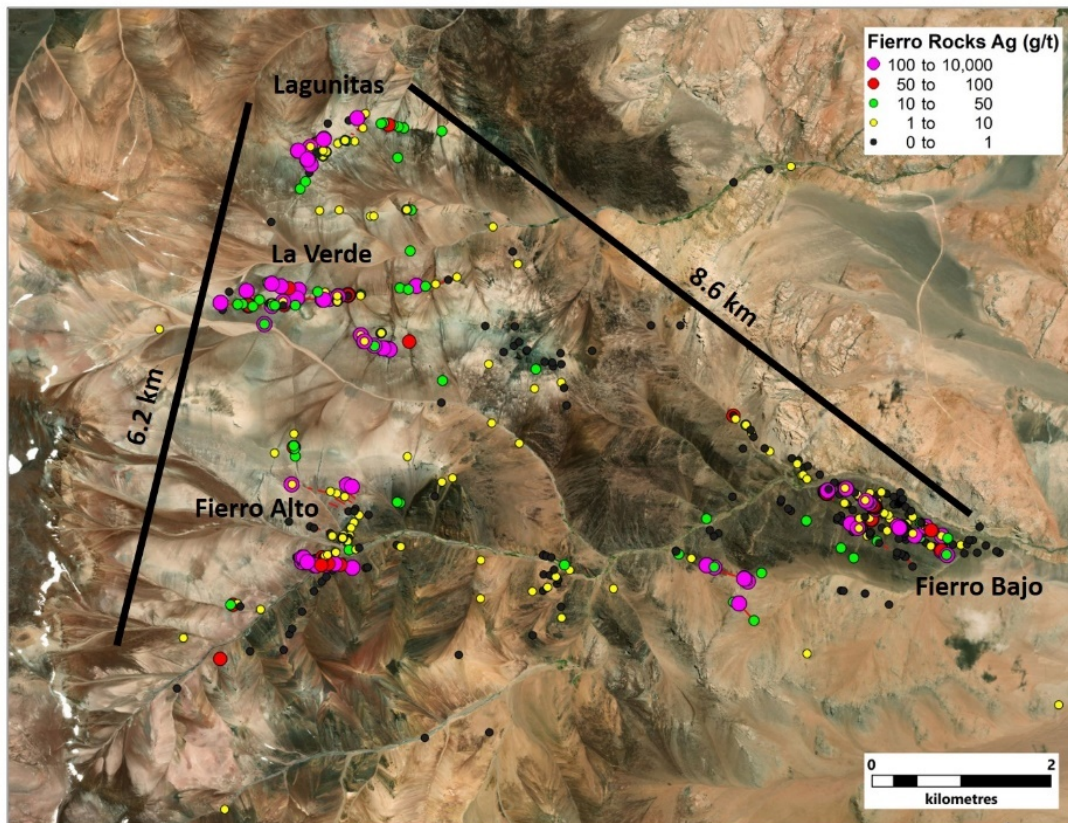 Fierro Rocks Ag (g/t)
100 to 10,000
50 to 100
10 to 50
1 to 10
0 to 1
Lagunitas
La Verde
8.6 km
6.2 km
Fierro Alto
Fierro Bajo
0 2
kilometres